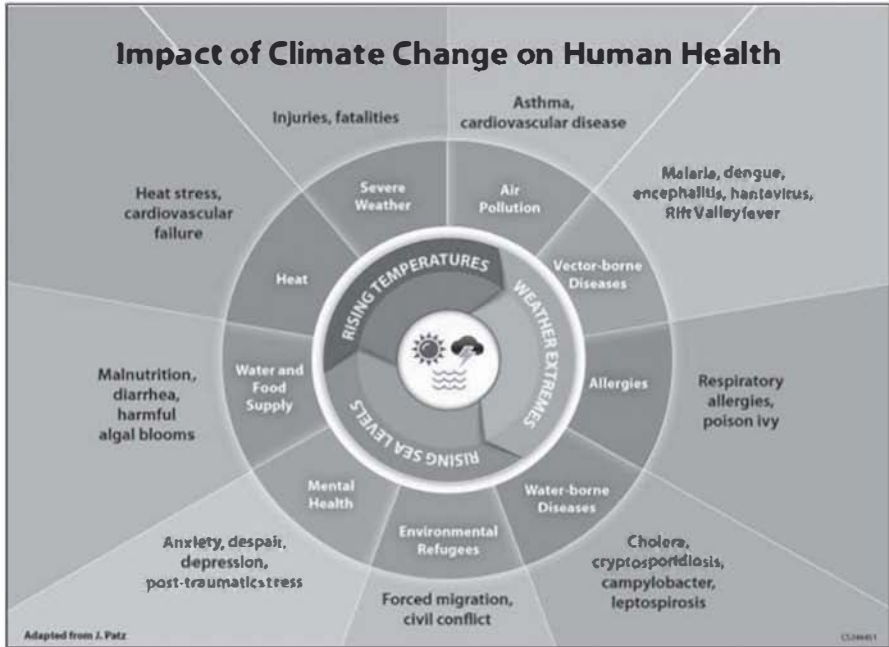 Impact of Climate Change on Human Health
Injuries, fatalities
Asthma,
cardiovascular disease
Heat stress,
cardiovascular
failure
Malaria, dengue,
encephalitis, hantavirus,
Rift Valley fever
Severe
Weather
Air
Pollution
Heat
Vector-borne
Diseases
RISING TEMPERATURES
WEATHER EXTREMES
RISING SEA LEVELS
Water and
Food
Supply
Allergies
Malnutrition,
diarrhea,
harmful
algal blooms
Respiratory
allergies,
poison ivy
Mental
Health
Water-borne
Diseases
Environmental
Refugees
Anxiety, despair,
depression,
post-traumatic stress
Forced migration,
civil conflict
Cholera,
cryptosporidiosis,
campylobacter,
leptospirosis
Adapted from J. Patz